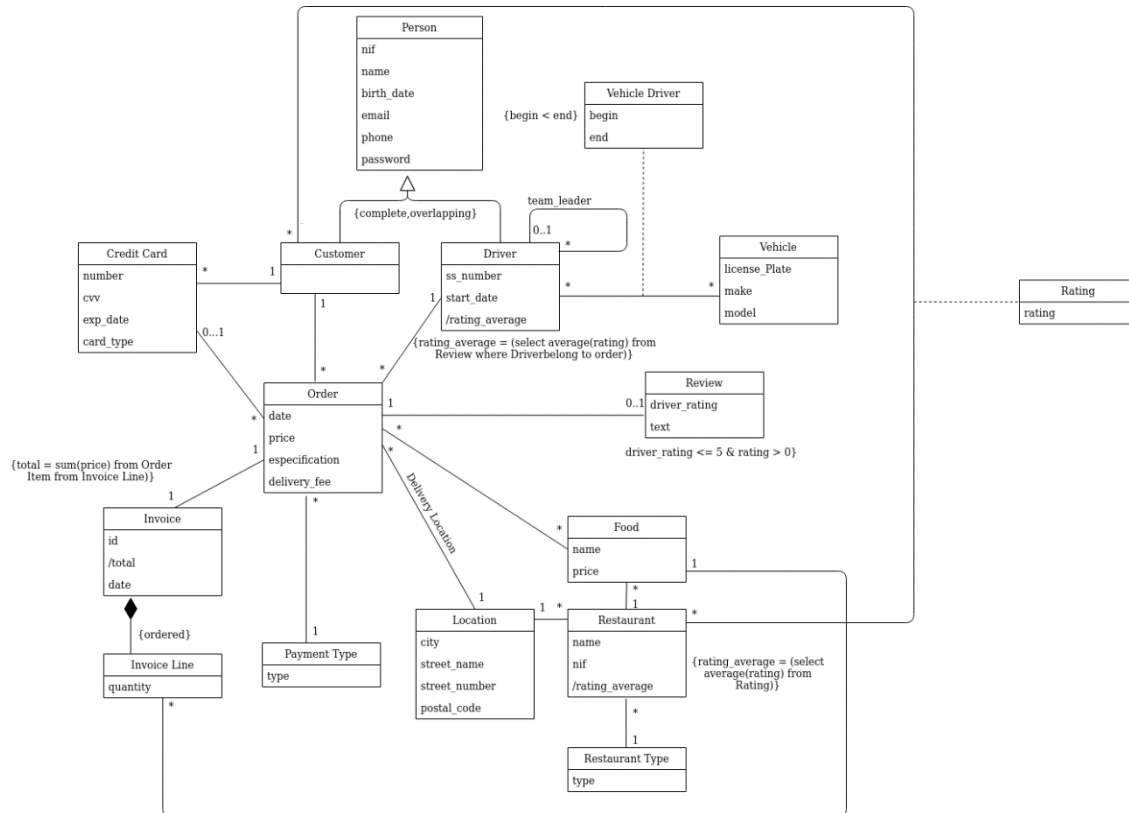 Person
nif
name
birth_date
email
phone
password
Vehicle Driver
begin
end
{begin < end}
{complete,overlapping}
team_leader
0..1
*
Credit Card
number
cvv
exp_date
card_type
*
1
0...1
*
Customer
*
1
*
Driver
ss_number
start_date
/rating_average
1
*
*
*
Vehicle
license_Plate
make
model
Rating
rating
{rating_average = (select average(rating) from
Review where Driverbelong to order)}
Order
date
price
especification
delivery_fee
1
0..1
Review
driver_rating
text
driver_rating <= 5 & rating > 0}
{total = sum(price) from Order
Item from Invoice Line)}
1
1
*
*
*
*
Delivery Location
1
Invoice
id
/total
date
Food
name
price
1
*
1
{ordered}
Invoice Line
quantity
*
1
Payment Type
type
Location
city
street_name
street_number
postal_code
1
*
Restaurant
name
nif
/rating_average
*
{rating_average = (select
average(rating) from
Rating)}
*
1
Restaurant Type
type